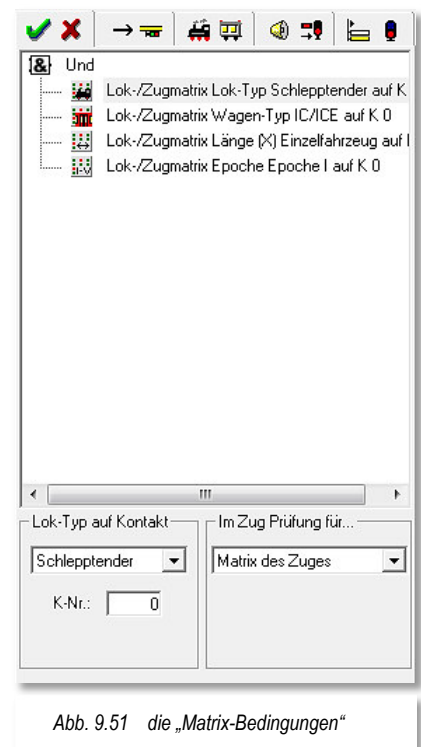 & Und
Lok-/Zugmatrix Lok-Typ Schlepptender auf K
Lok-/Zugmatrix Wagen-Typ IC/ICE auf K 0
Lok-/Zugmatrix Länge (X) Einzelfahrzeug auf
I-V Lok-/Zugmatrix Epoche Epoche I auf K 0
Lok-Typ auf Kontakt
Im Zug Prüfung für...
Schlepptender
Matrix des Zuges
K-Nr.: 0
Abb. 9.51 die „Matrix-Bedingungen“